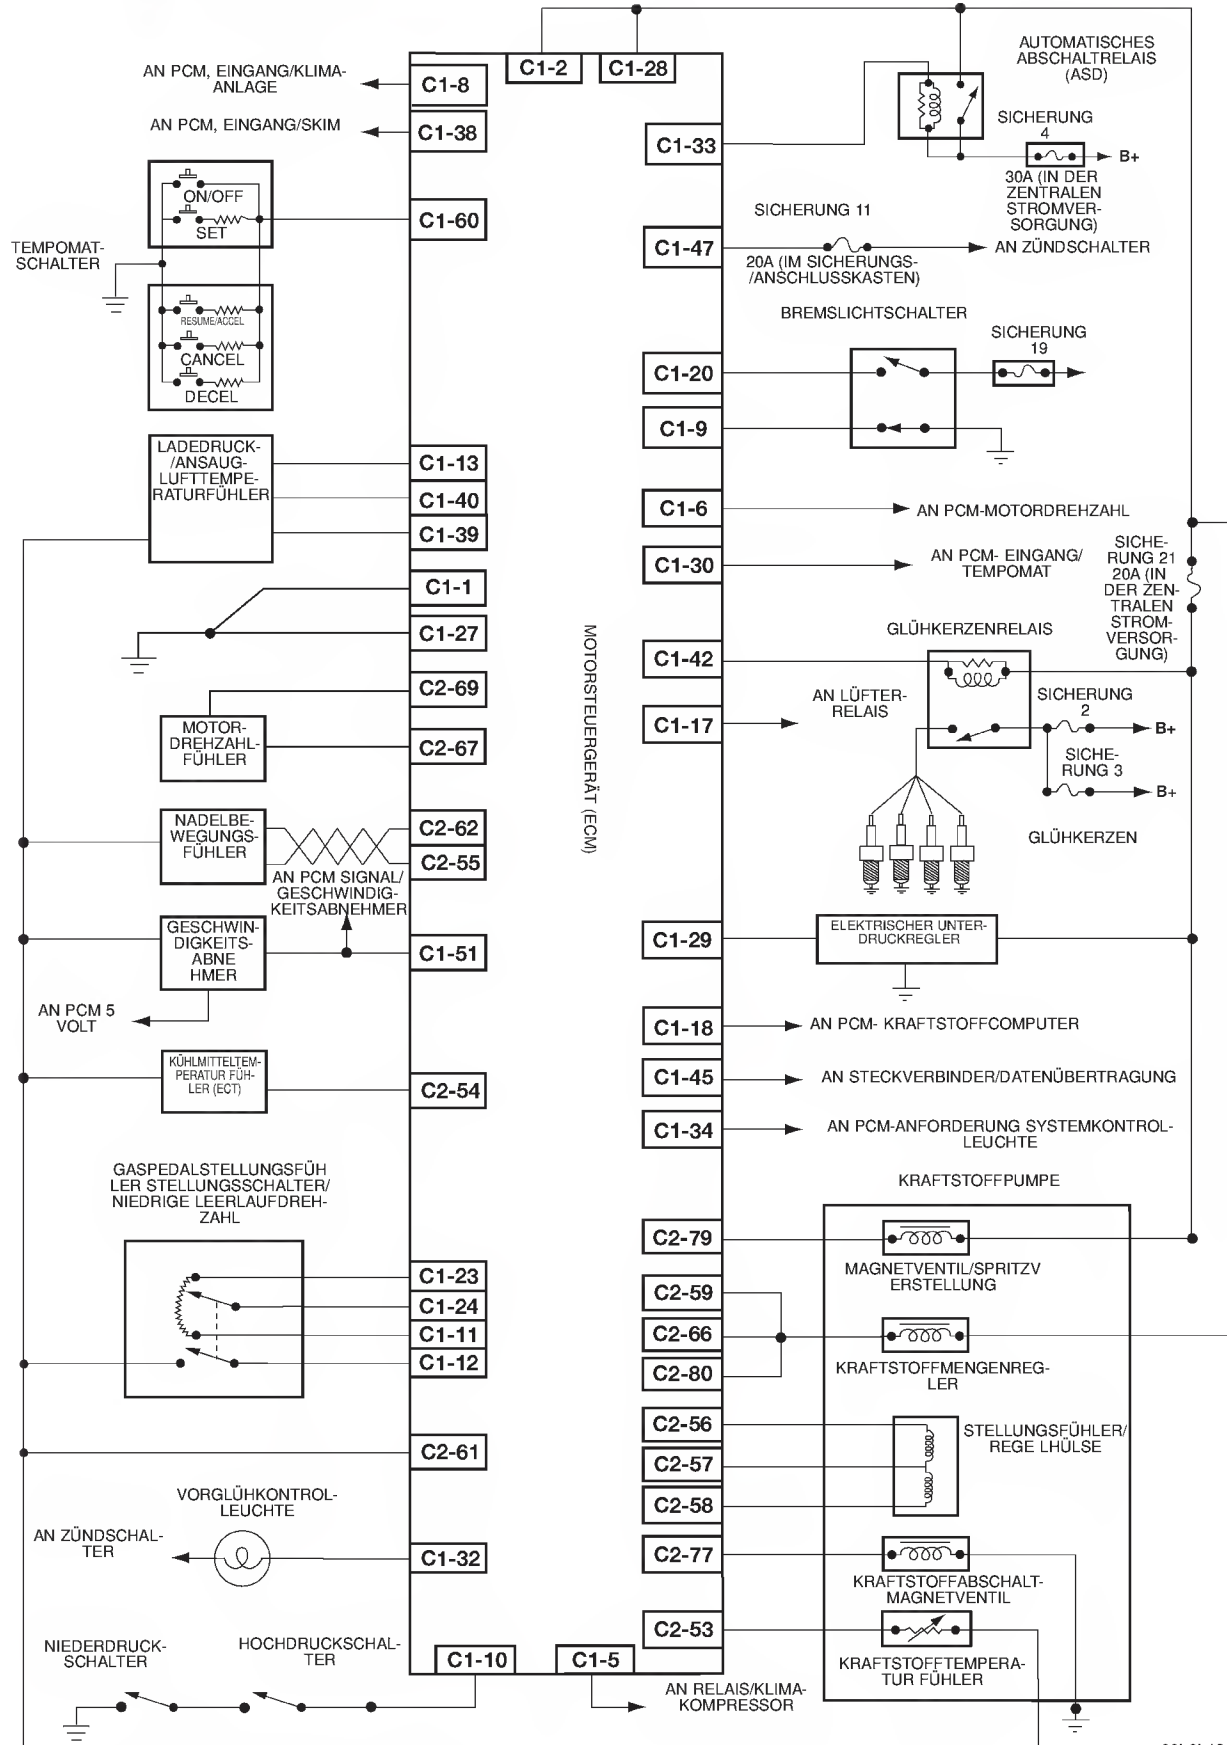 AN PCM, EINGANG/KLIMA-
ANLAGE
C1-8
AN PCM, EINGANG/SKIM
C1-38
ON/OFF
SET
C1-60
TEMPOMAT-
SCHALTER
RESUME/ACCEL
CANCEL
DECEL
LADEDRUCK-
/ANSAUG-
LUFTTEMPE-
RATURFÜHLER
C1-13
C1-40
C1-39
C1-1
C1-27
C2-69
MOTOR-
DREHZAHL-
FÜHLER
C2-67
NADELBE-
WEGUNGS-
FÜHLER
C2-62
C2-55
AN PCM SIGNAL/
GESCHWINDIG-
KEITSABNEHMER
GESCHWIN-
DIGKEITS-
ABNE
HMER
C1-51
AN PCM 5
VOLT
KÜHLMITTELTEM-
PERATUR FÜH-
LER (ECT)
C2-54
GASPEDALSTELLUNGSFÜH
LER STELLUNGSSCHALTER/
NIEDRIGE LEERLAUFDREH-
ZAHL
C1-23
C1-24
C1-11
C1-12
C2-61
VORGLÜHKONTROL-
LEUCHTE
AN ZÜNDSCHAL-
TER
C1-32
NIEDERDRUCK-
SCHALTER
HOCHDRUCKSCHAL-
TER
C1-10
C1-5
AN RELAIS/KLIMA-
KOMPRESSOR
MOTORSTEUERGERÄT (ECM)
C1-2
C1-28
AUTOMATISCHES
ABSCHALTRELAIS
(ASD)
C1-33
SICHERUNG
4
B+
30A (IN DER
ZENTRALEN
STROMVER-
SORGUNG)
SICHERUNG 11
C1-47
AN ZÜNDSCHALTER
20A (IM SICHERUNGS-
/ANSCHLUSSKASTEN)
BREMSLICHTSCHALTER
SICHERUNG
19
C1-20
C1-9
C1-6
AN PCM-MOTORDREHZAHL
C1-30
AN PCM- EINGANG/
TEMPOMAT
SICHE-
RUNG 21
20A (IN
DER ZEN-
TRALEN
STROM-
VERSOR-
GUNG)
GLÜHKERZENRELAIS
C1-42
AN LÜFTER-
RELAIS
C1-17
SICHERUNG
2
B+
SICHE-
RUNG 3
B+
GLÜHKERZEN
C1-29
ELEKTRISCHER UNTER-
DRUCKREGLER
C1-18
AN PCM- KRAFTSTOFFCOMPUTER
C1-45
AN STECKVERBINDER/DATENÜBERTRAGUNG
C1-34
AN PCM-ANFORDERUNG SYSTEMKONTROL-
LEUCHTE
KRAFTSTOFFPUMPE
C2-79
MAGNETVENTIL/SPRITZV
ERSTELLUNG
C2-59
C2-66
C2-80
KRAFTSTOFFMENGENREG-
LER
C2-56
C2-57
C2-58
STELLUNGSFÜHLER/
REGE LHÜLSE
C2-77
KRAFTSTOFFABSCHALT-
MAGNETVENTIL
C2-53
KRAFTSTOFFTEMPERA-
TUR FÜHLER